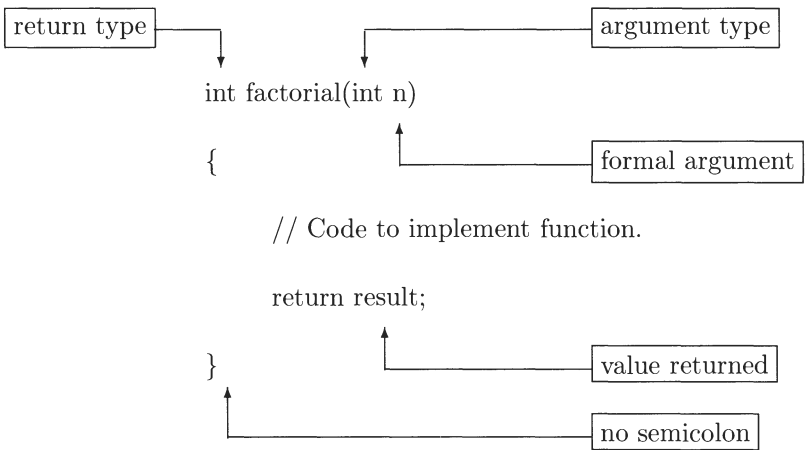 return type
argument type
int factorial(int n)
{
formal argument
// Code to implement function.
return result;
}
value returned
no semicolon